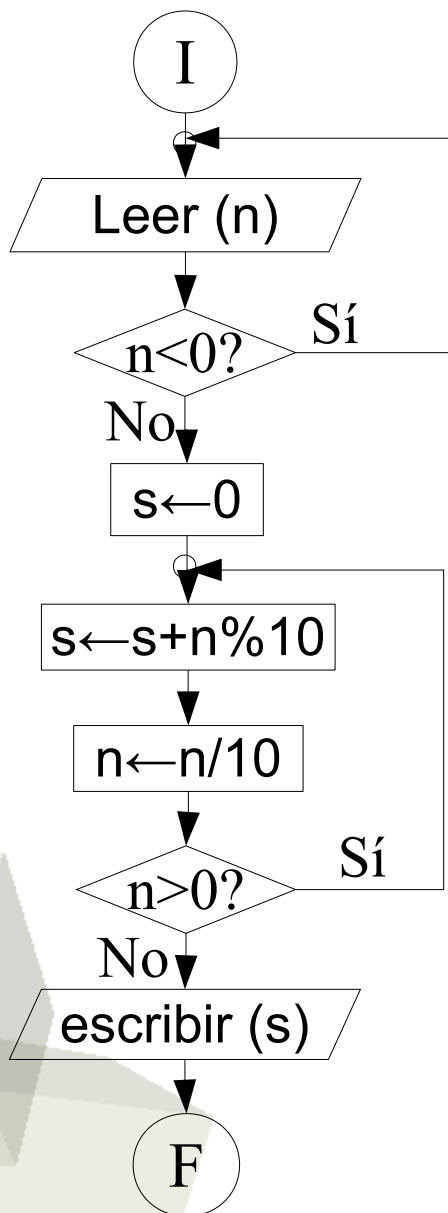 I
Leer (n)
n<0?
Sí
No
s←0
s←s+n%10
n←n/10
n>0?
Sí
No
escribir (s)
F